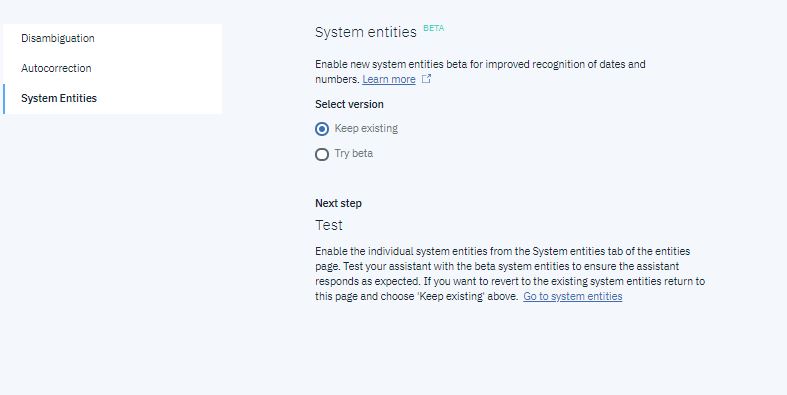 Disambiguation
Autocorrection
System Entities
System entities BETA
Enable new system entities beta for improved recognition of dates and
numbers. Learn more
Select version
Keep existing
Try beta
Next step
Test
Enable the individual system entities from the System entities tab of the entities
page. Test your assistant with the beta system entities to ensure the assistant
responds as expected. If you want to revert to the existing system entities return to
this page and choose 'Keep existing' above. Go to system entities